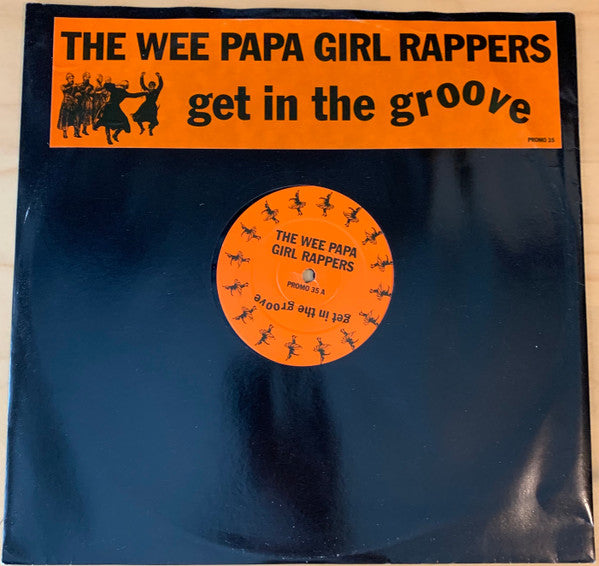 THE WEE PAPA GIRL RAPPERS
get in the groove
PROMO 35
THE WEE PAPA
GIRL RAPPERS
PROMO 35 A
get in the groove